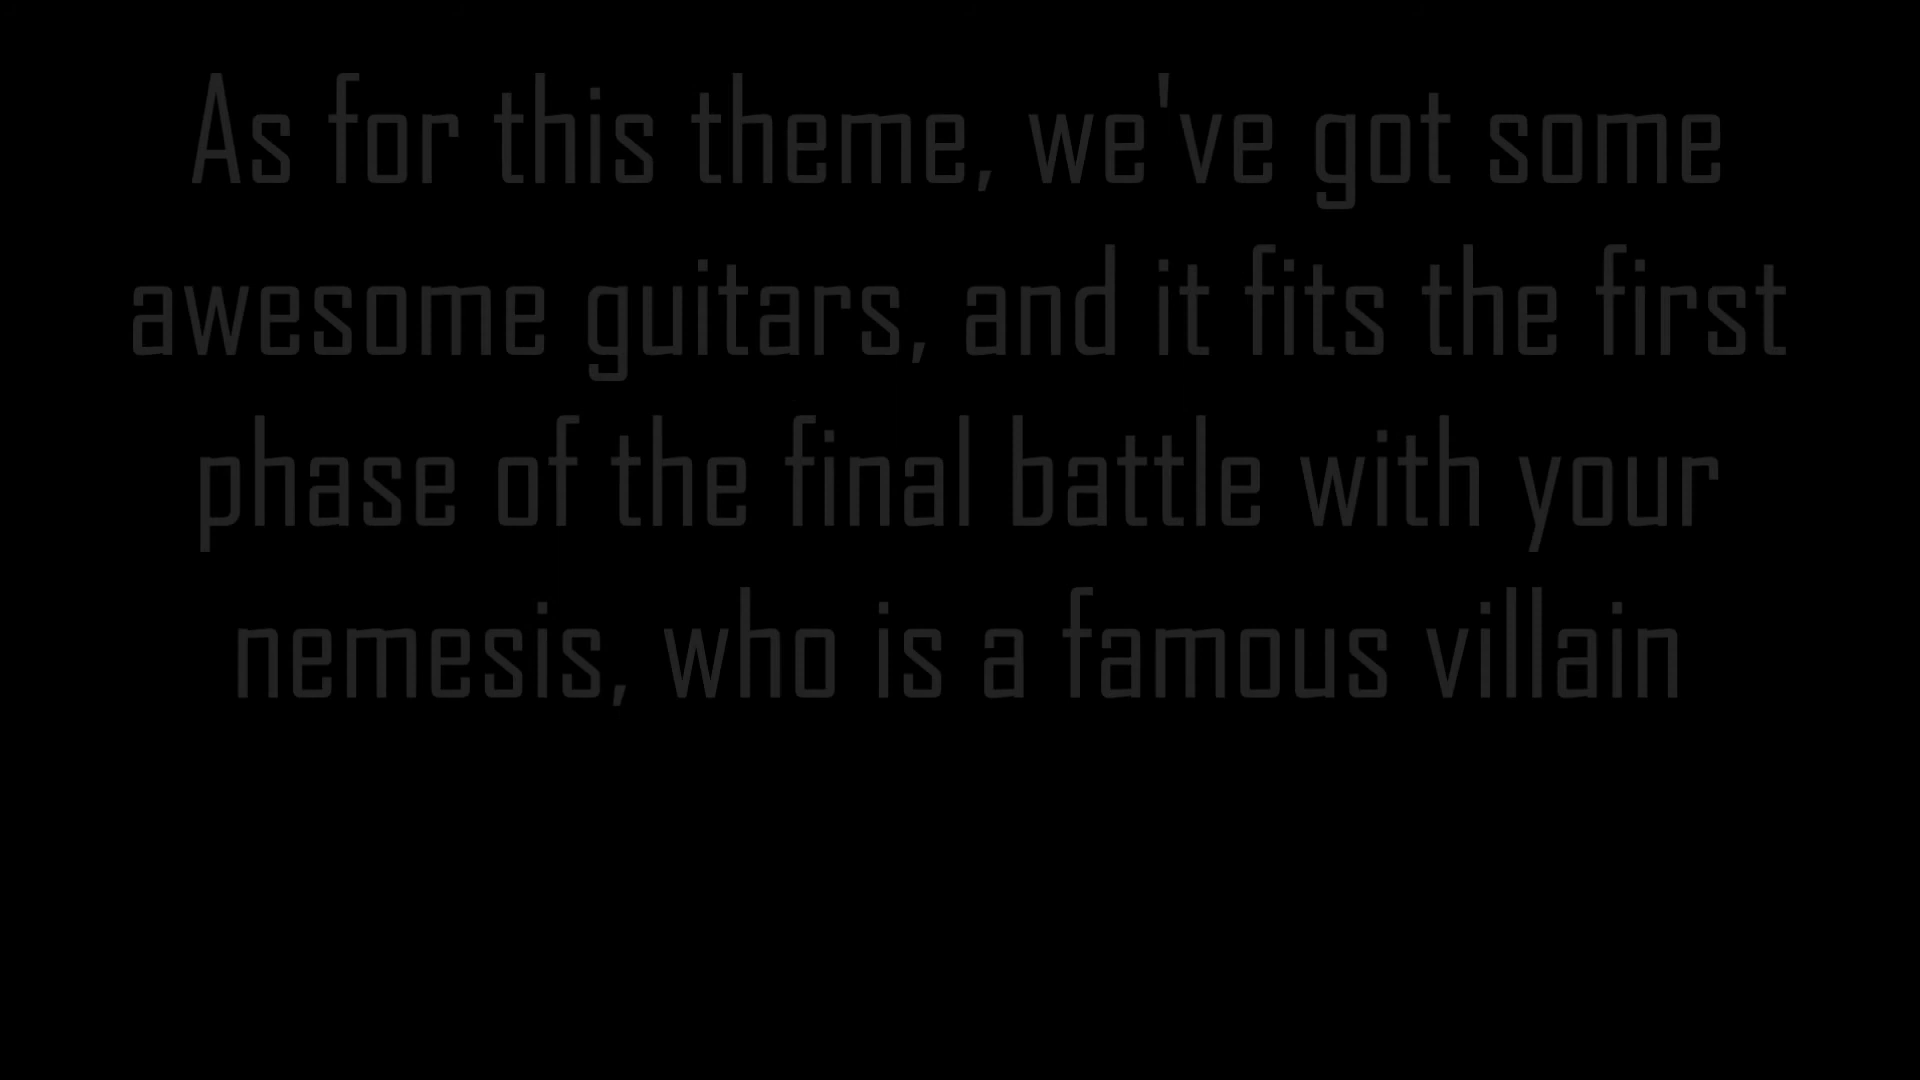 As for this theme, we've got some
awesome guitars, and it fits the first
phase of the final battle with your
nemesis, who is a famous villain